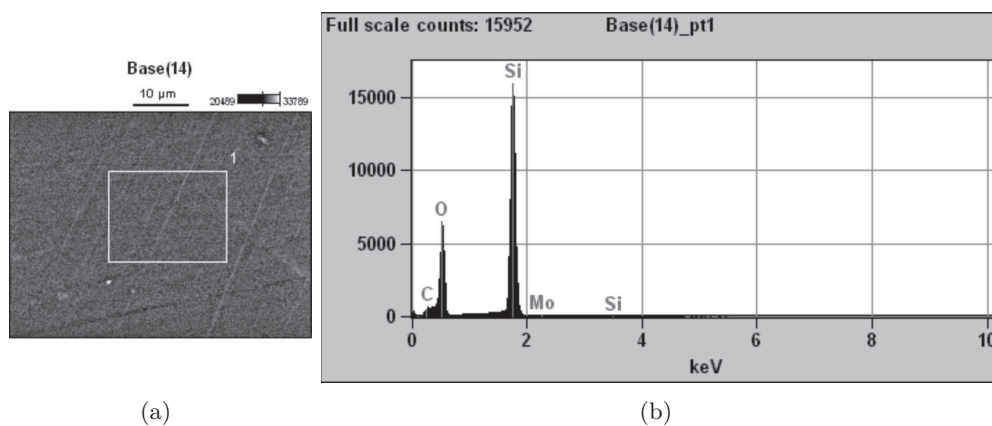 Base(14)
10 µm
20489 33789
1
(a)
Full scale counts: 15952 Base(14)_pt1
Si
15000
10000
O
5000
C
Mo
Si
0
0 2 4 6 8 10
keV
(b)